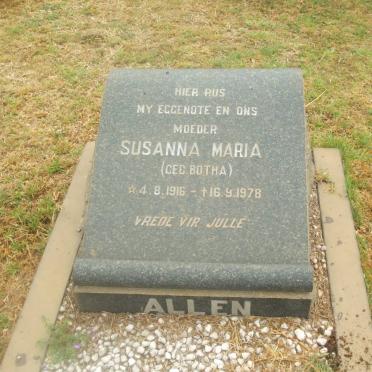 HIER RUS
MY EGGENOTE EN ONS
MOEDER
SUSANNA MARIA
(GEB BOTHA)
☆4.8.1916 - †16.9.1978
VREDE VIR JULLE
ALLEN